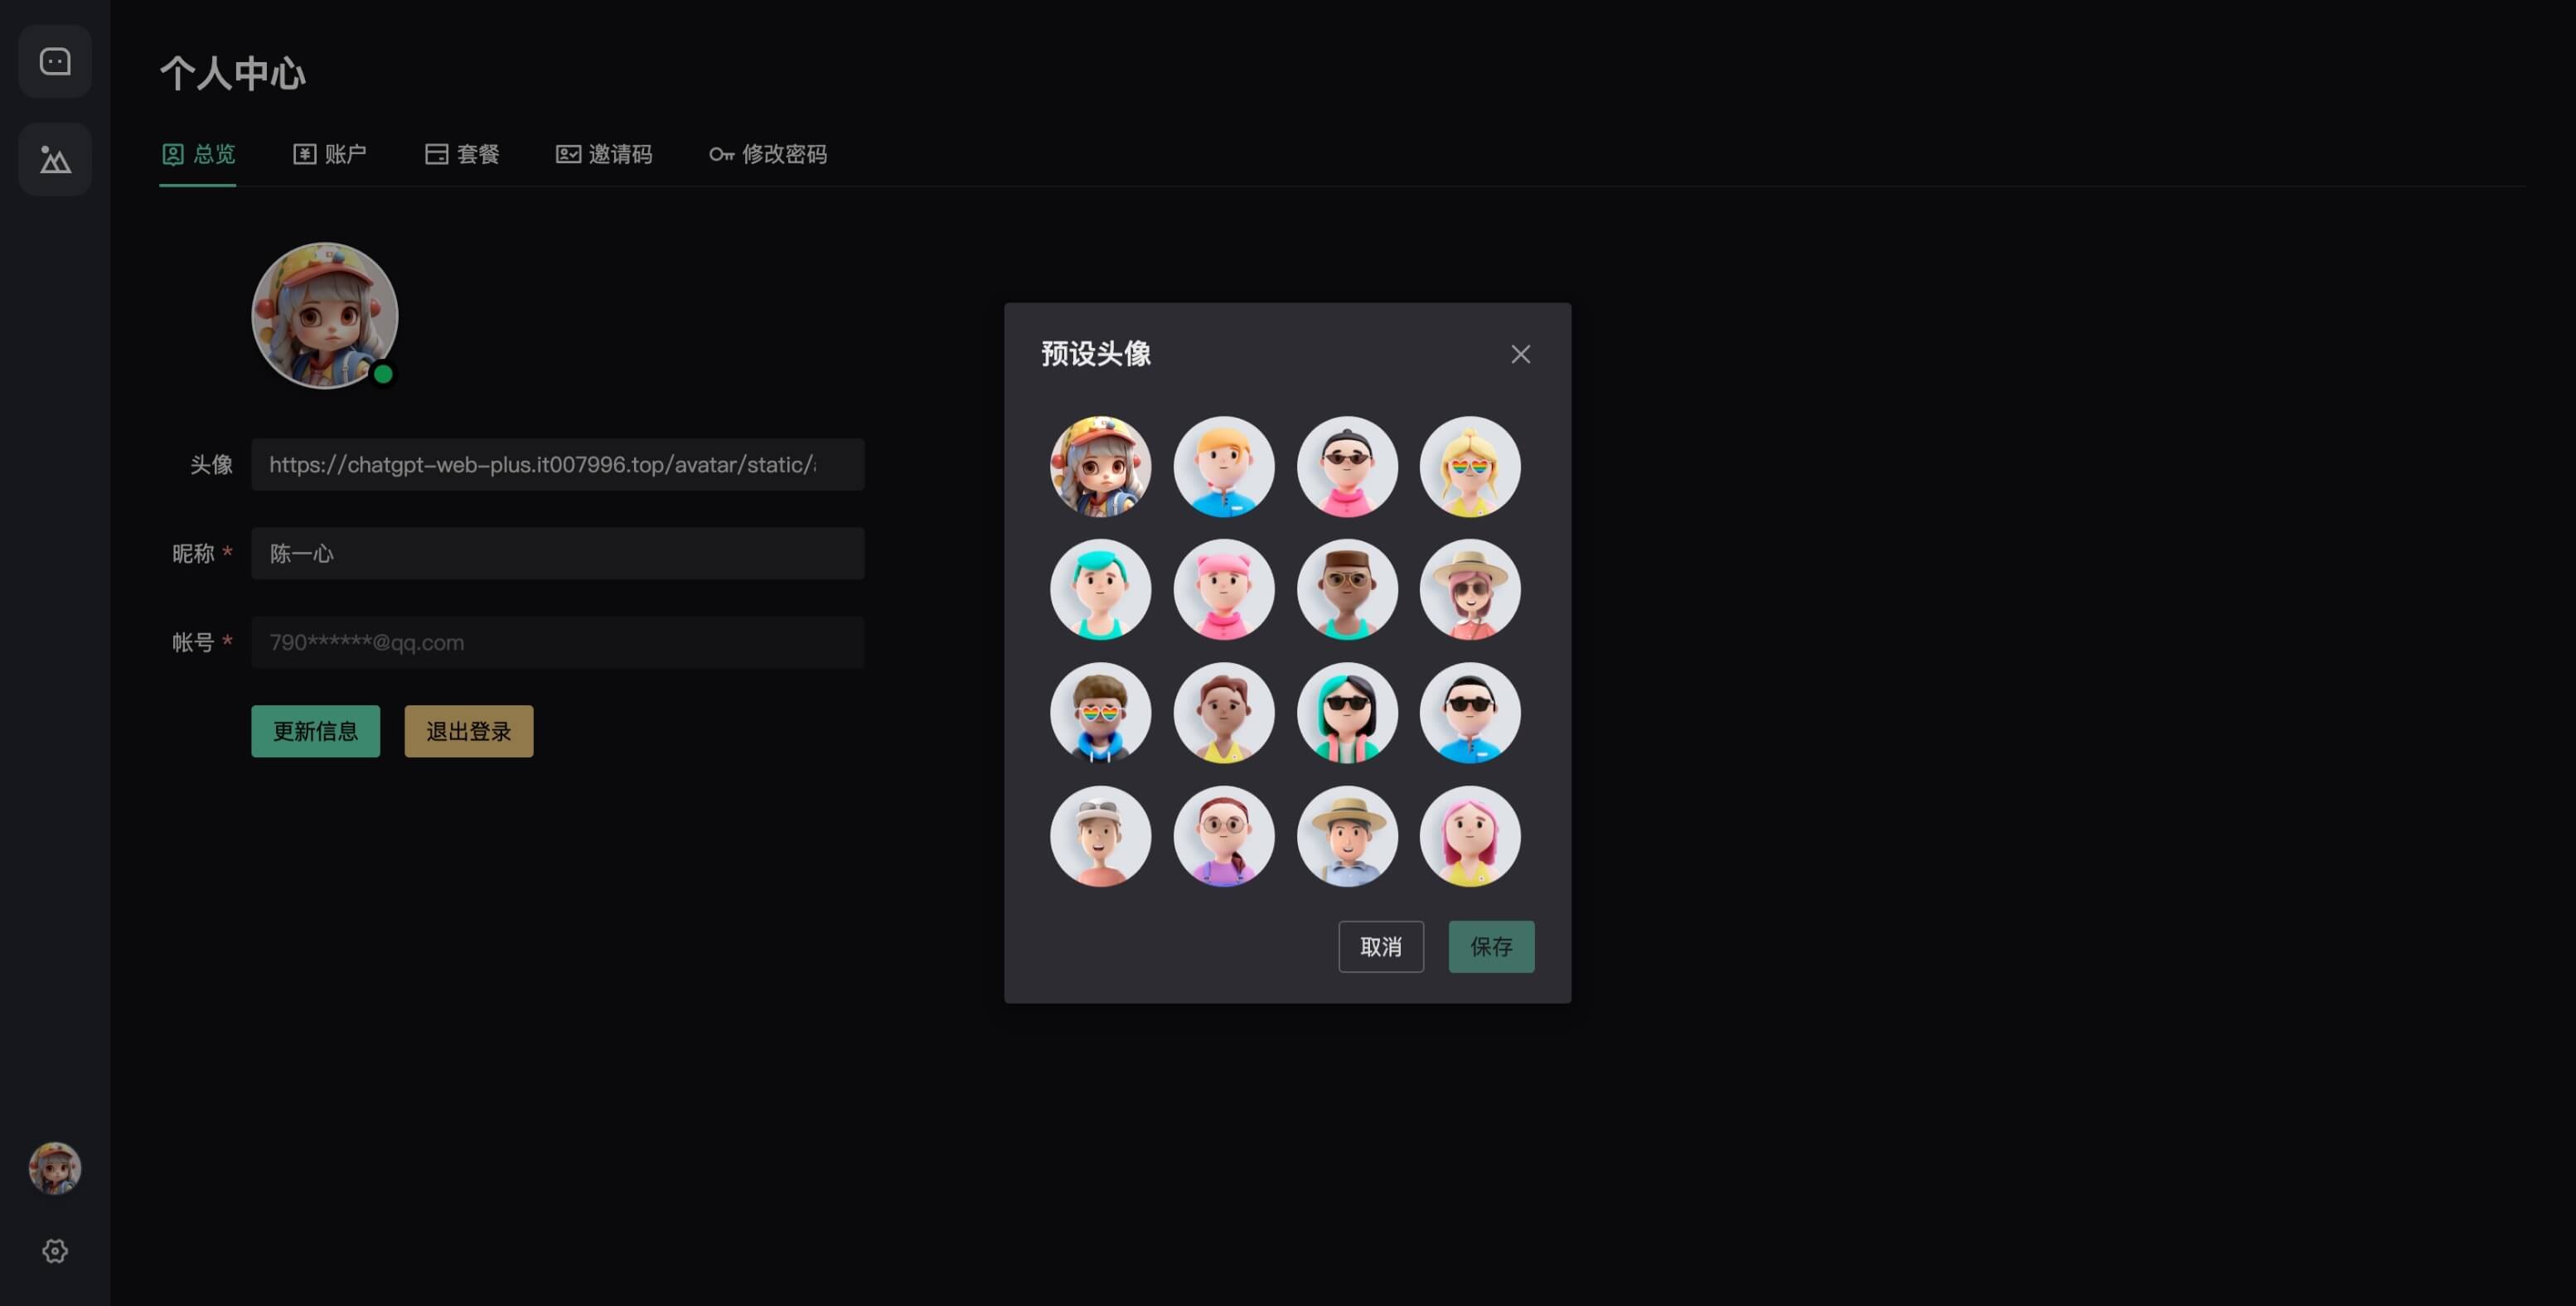 个人中心
总览 账户 套餐 邀请码 修改密码
头像 https://chatgpt-web-plus.it007996.top/avatar/static/
昵称 * 陈一心
帐号 * 790******@qq.com
更新信息 退出登录
预设头像
取消 保存